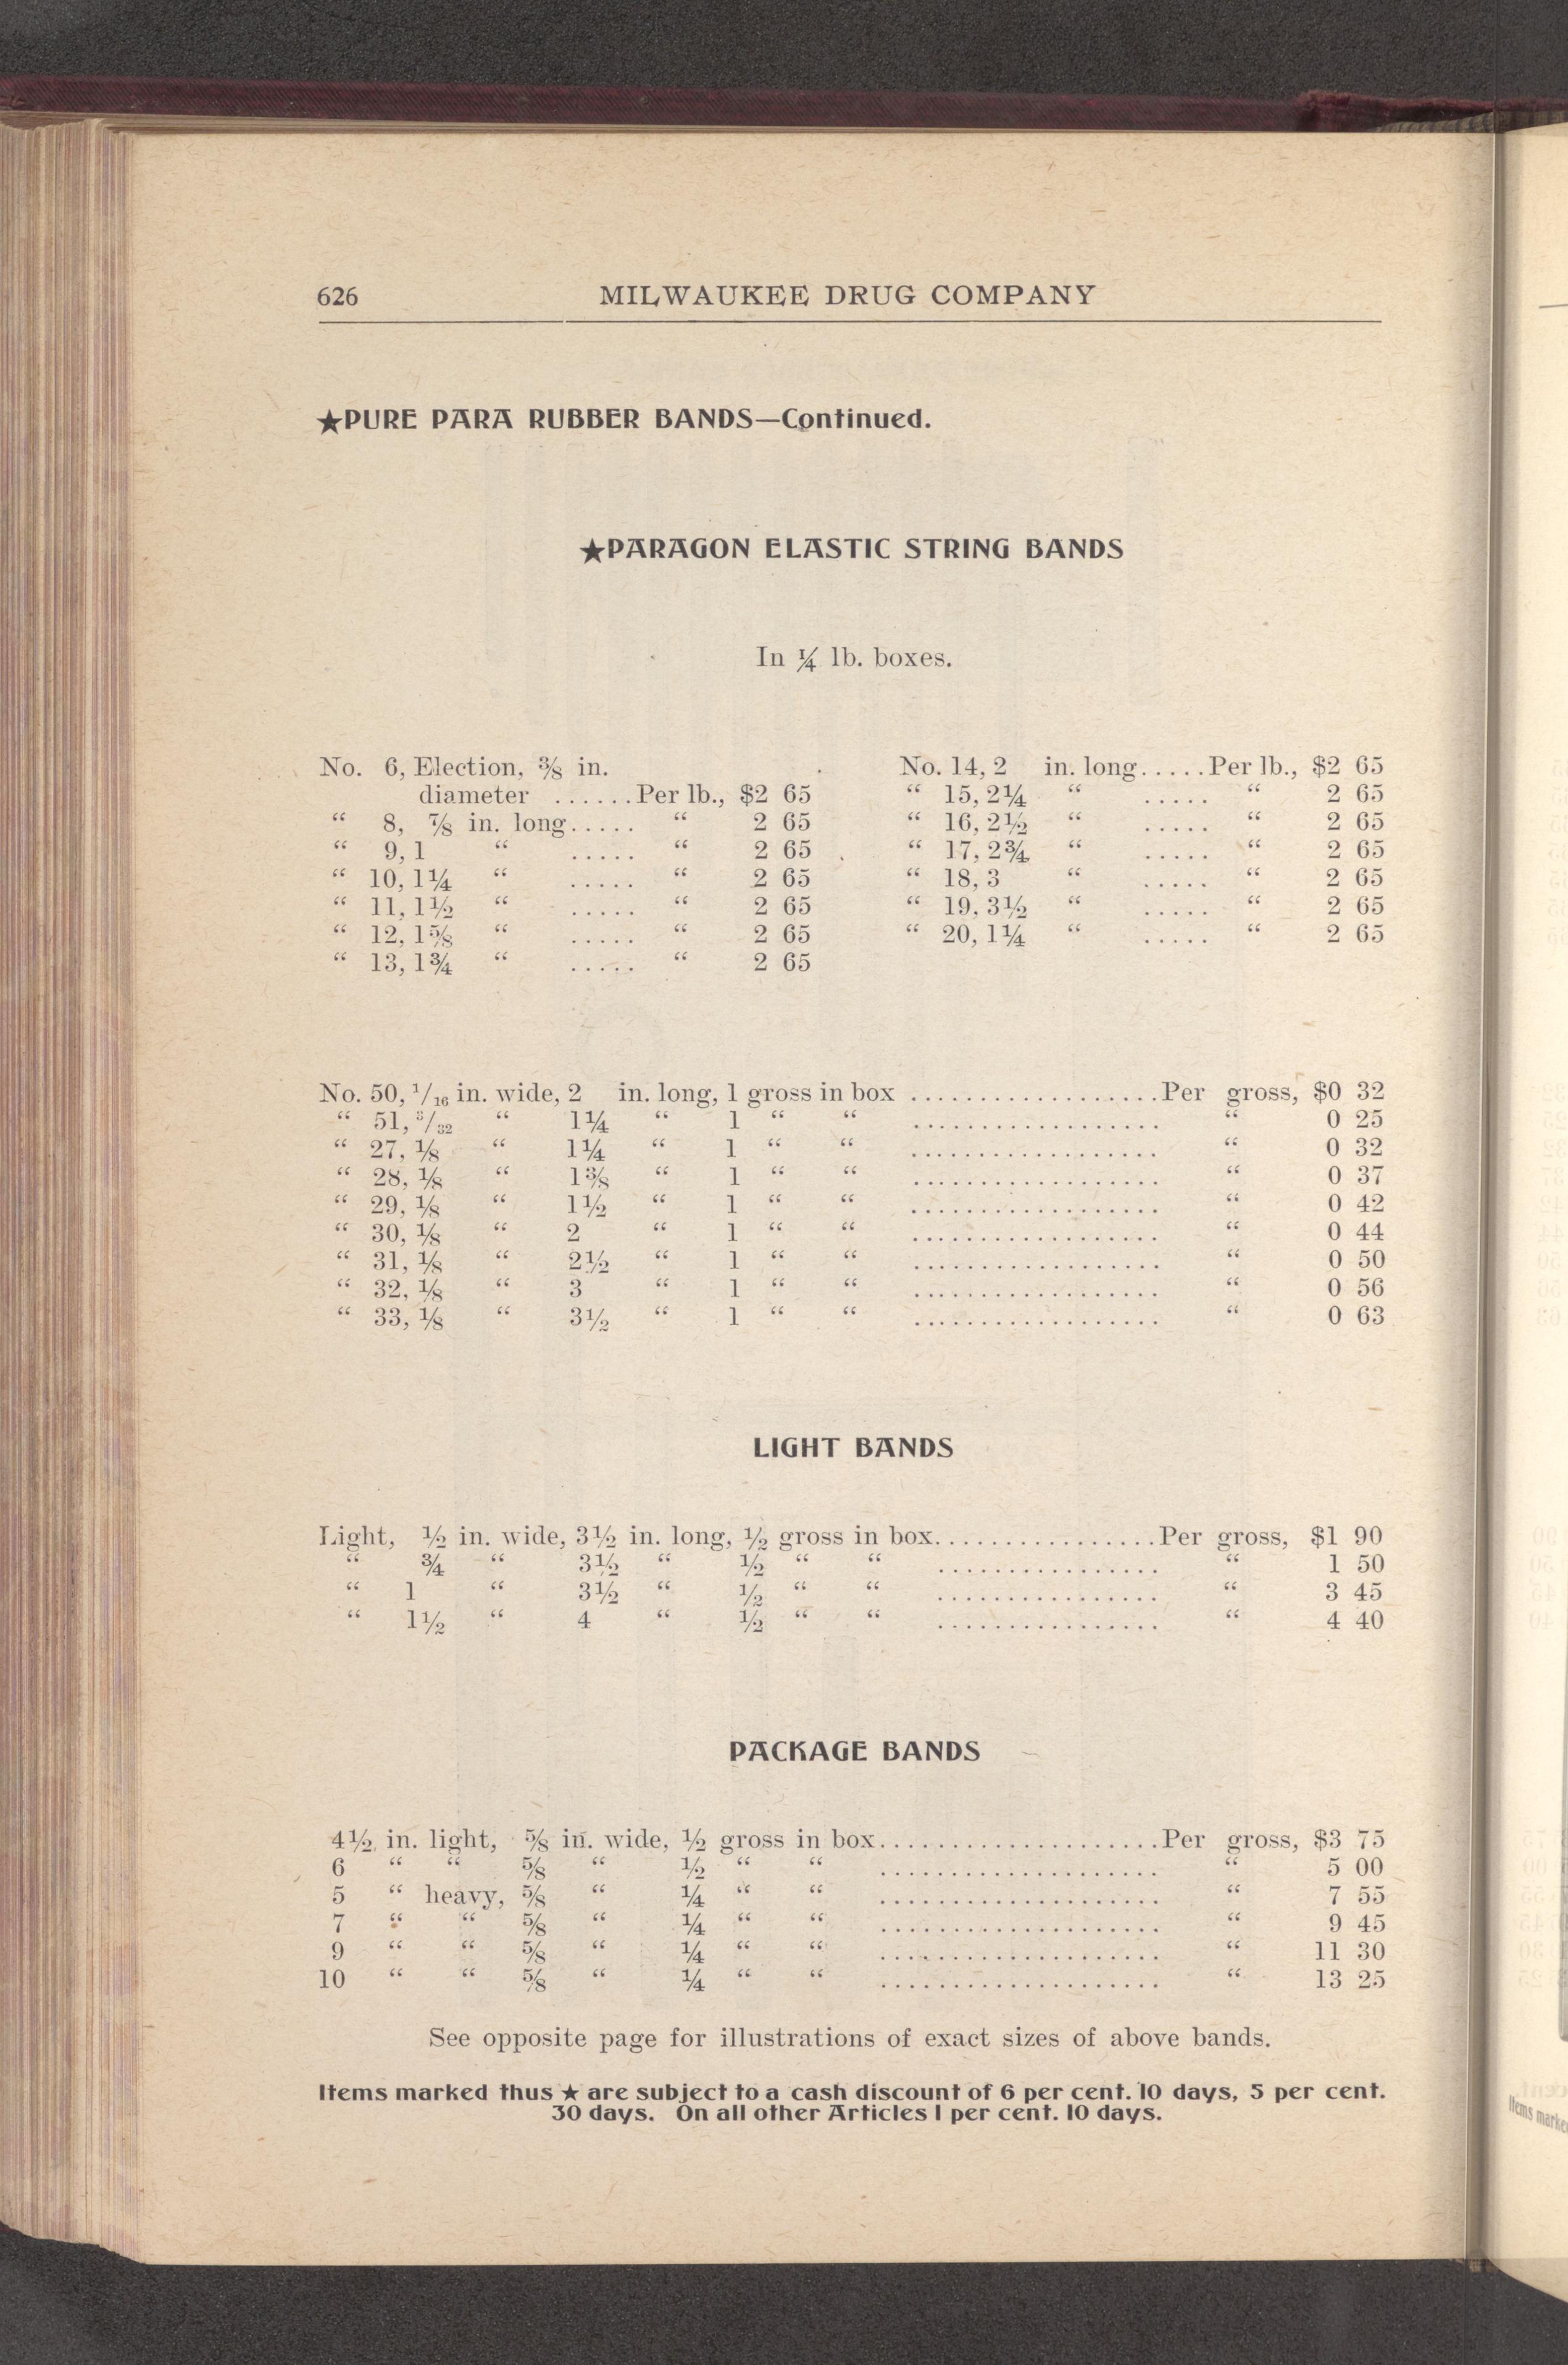 626 MILWAUKEE DRUG COMPANY
★PURE PARA RUBBER BANDS—Continued.
★PARAGON ELASTIC STRING BANDS
In ¼ lb. boxes.
No. 6, Election, ⅜ in.
diameter ......Per lb., $2 65
“ 8, ⅞ in. long..... “ 2 65
“ 9, 1 “ ..... “ 2 65
“ 10, 1¼ “ ..... “ 2 65
“ 11, 1½ “ ..... “ 2 65
“ 12, 1⅝ “ ..... “ 2 65
“ 13, 1¾ “ ..... “ 2 65
No. 14, 2 in. long.....Per lb., $2 65
“ 15, 2¼ “ ..... “ 2 65
“ 16, 2½ “ ..... “ 2 65
“ 17, 2¾ “ ..... “ 2 65
“ 18, 3 “ ..... “ 2 65
“ 19, 3½ “ ..... “ 2 65
“ 20, 1¼ “ ..... “ 2 65
No. 50, 1/16 in. wide, 2 in. long, 1 gross in box ..................Per gross, $0 32
“ 51, 3/32 “ 1¼ “ 1 “ “ .................. “ 0 25
“ 27, ⅛ “ 1¼ “ 1 “ “ .................. “ 0 32
“ 28, ⅛ “ 1⅜ “ 1 “ “ .................. “ 0 37
“ 29, ⅛ “ 1½ “ 1 “ “ .................. “ 0 42
“ 30, ⅛ “ 2 “ 1 “ “ .................. “ 0 44
“ 31, ⅛ “ 2½ “ 1 “ “ .................. “ 0 50
“ 32, ⅛ “ 3 “ 1 “ “ .................. “ 0 56
“ 33, ⅛ “ 3½ “ 1 “ “ .................. “ 0 63
LIGHT BANDS
Light, ½ in. wide, 3½ in. long, ½ gross in box................Per gross, $1 90
“ ¾ “ 3½ “ ½ “ “ ................ “ 1 50
“ 1 “ 3½ “ ½ “ “ ................ “ 3 45
“ 1½ “ 4 “ ½ “ “ ................ “ 4 40
PACKAGE BANDS
4½ in. light, ⅝ in. wide, ½ gross in box....................Per gross, $3 75
6 “ “ ⅝ “ ½ “ “ .................... “ 5 00
5 “ heavy, ⅝ “ ¼ “ “ .................... “ 7 55
7 “ “ ⅝ “ ¼ “ “ .................... “ 9 45
9 “ “ ⅝ “ ¼ “ “ .................... “ 11 30
10 “ “ ⅝ “ ¼ “ “ .................... “ 13 25
See opposite page for illustrations of exact sizes of above bands.
Items marked thus ★ are subject to a cash discount of 6 per cent. 10 days, 5 per cent.
30 days. On all other Articles 1 per cent. 10 days.
Items